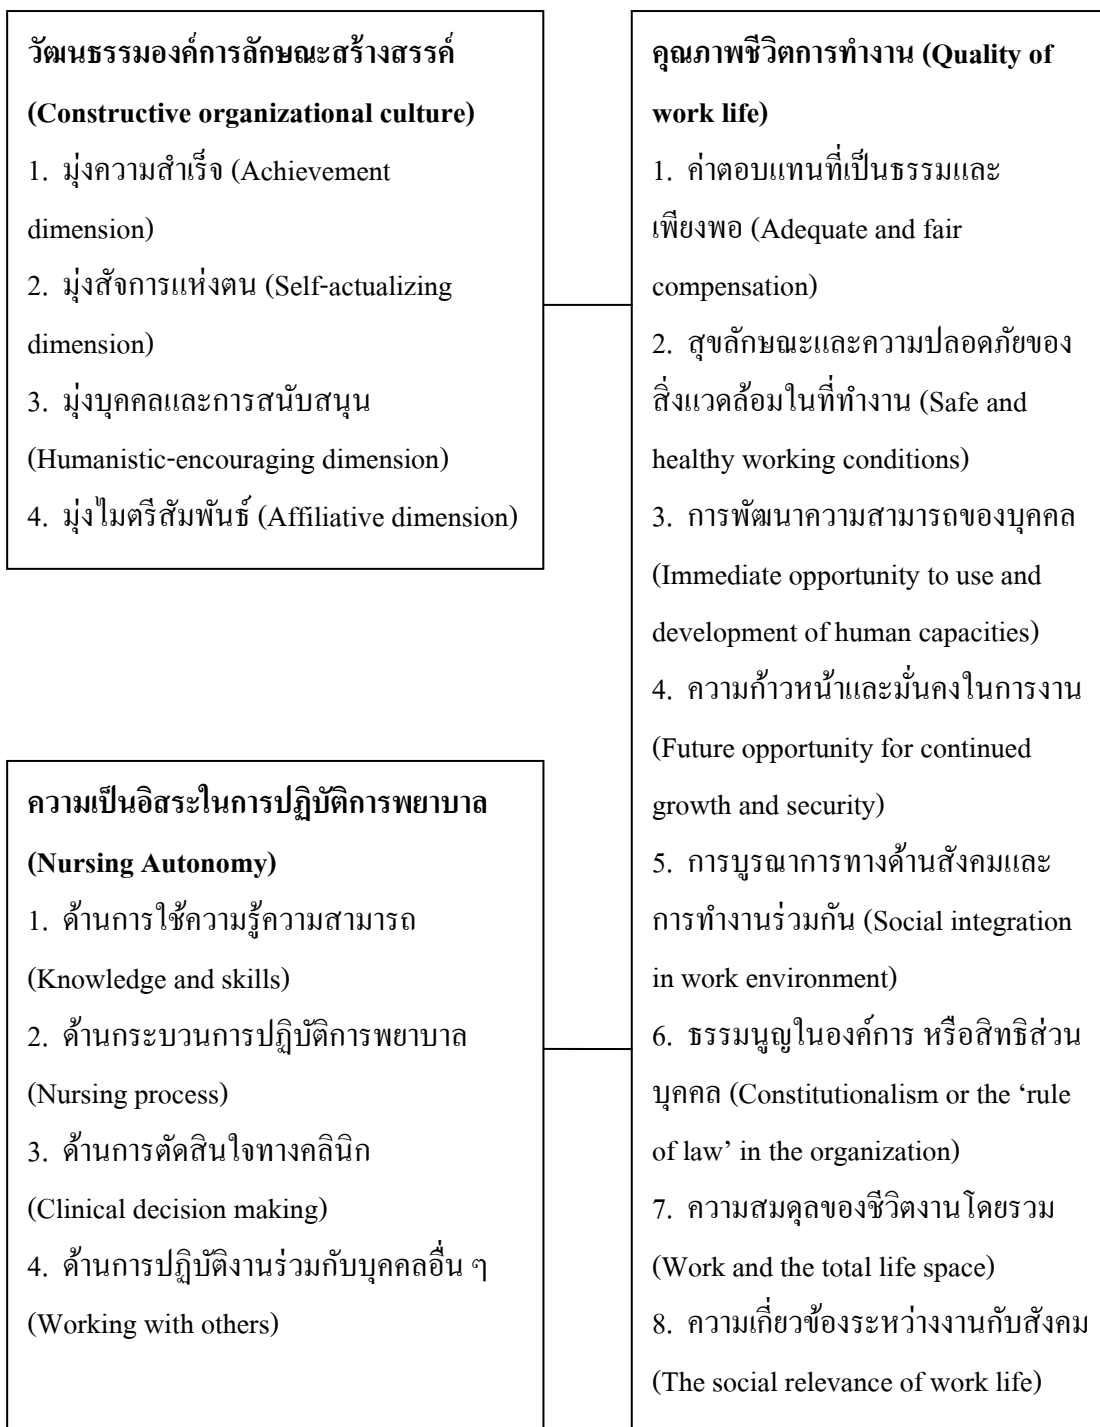 วัฒนธรรมองค์การลักษณะสร้างสรรค์
(Constructive organizational culture)
1. มุ่งความสำเร็จ (Achievement
dimension)
2. มุ่งสัจการแห่งตน (Self-actualizing
dimension)
3. มุ่งบุคคลและการสนับสนุน
(Humanistic-encouraging dimension)
4. มุ่งไมตรีสัมพันธ์ (Affiliative dimension)
ความเป็นอิสระในการปฏิบัติการพยาบาล
(Nursing Autonomy)
1. ด้านการใช้ความรู้ความสามารถ
(Knowledge and skills)
2. ด้านกระบวนการปฏิบัติการพยาบาล
(Nursing process)
3. ด้านการตัดสินใจทางคลินิก
(Clinical decision making)
4. ด้านการปฏิบัติงานร่วมกับบุคคลอื่น ๆ
(Working with others)
คุณภาพชีวิตการทำงาน (Quality of
work life)
1. ค่าตอบแทนที่เป็นธรรมและ
เพียงพอ (Adequate and fair
compensation)
2. สุขลักษณะและความปลอดภัยของ
สิ่งแวดล้อมในที่ทำงาน (Safe and
healthy working conditions)
3. การพัฒนาความสามารถของบุคคล
(Immediate opportunity to use and
development of human capacities)
4. ความก้าวหน้าและมั่นคงในการงาน
(Future opportunity for continued
growth and security)
5. การบูรณาการทางด้านสังคมและ
การทำงานร่วมกัน (Social integration
in work environment)
6. ธรรมนูญในองค์การ หรือสิทธิส่วน
บุคคล (Constitutionalism or the ‘rule
of law’ in the organization)
7. ความสมดุลของชีวิตงานโดยรวม
(Work and the total life space)
8. ความเกี่ยวข้องระหว่างงานกับสังคม
(The social relevance of work life)